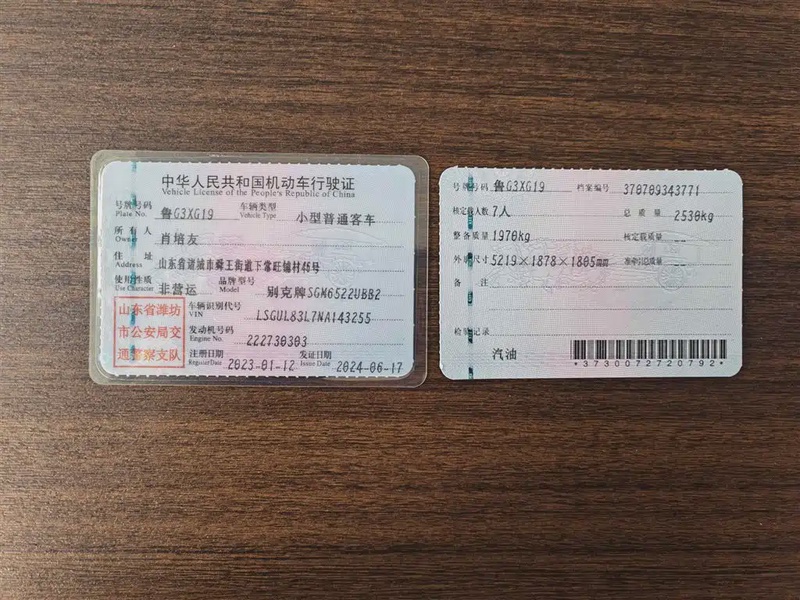 中华人民共和国机动车行驶证
Vehicle License of the People's Republic of China
号牌号码 鲁G3XG19 车辆类型 小型普通客车
Plate No. Vehicle Type
所有人 肖培友
Owner
住址 山东省诸城市舜王街道下常旺铺村46号
Address
使用性质 非营运 品牌型号 别克牌SGM6522UBB2
Use Character Model
山东省潍坊
市公安局交
通警察支队
车辆识别代号 LSGUL83L7NA143255
VIN
发动机号码 222730303
Engine No.
注册日期 2023-01-12 发证日期 2024-06-17
Register Date Issue Date
号牌号码 鲁G3XG19 档案编号 370709343771
核定载人数 7人 总质量 2530kg
整备质量 1970kg 核定载质量 --
外廓尺寸 5219×1878×1805mm 准牵引总质量 --
备注
检验记录
汽油
*3730072720792*